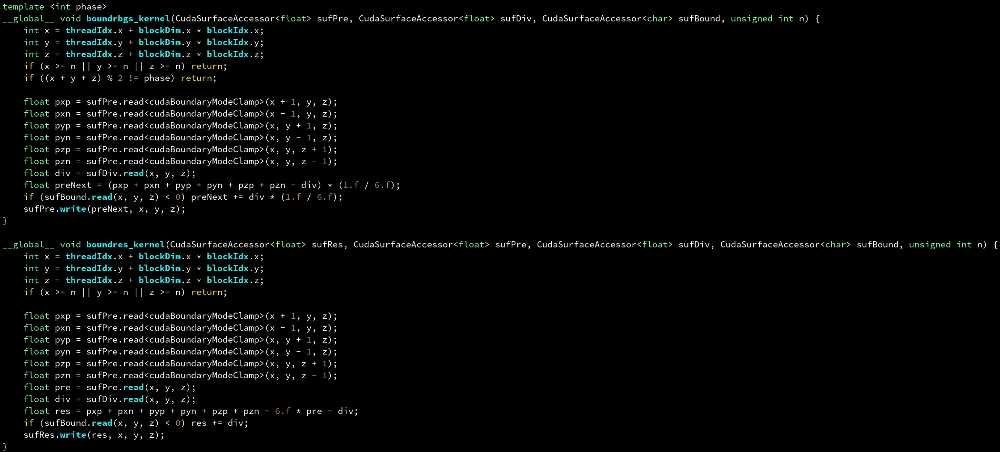 template <int phase>
__global__ void boundrbgs_kernel(CudaSurfaceAccessor<float> sufPre, CudaSurfaceAccessor<float> sufDiv, CudaSurfaceAccessor<char> sufBound, unsigned int n) {
    int x = threadIdx.x + blockDim.x * blockIdx.x;
    int y = threadIdx.y + blockDim.y * blockIdx.y;
    int z = threadIdx.z + blockDim.z * blockIdx.z;
    if (x >= n || y >= n || z >= n) return;
    if ((x + y + z) % 2 != phase) return;

    float pxp = sufPre.read<cudaBoundaryModeClamp>(x + 1, y, z);
    float pxn = sufPre.read<cudaBoundaryModeClamp>(x - 1, y, z);
    float pyp = sufPre.read<cudaBoundaryModeClamp>(x, y + 1, z);
    float pyn = sufPre.read<cudaBoundaryModeClamp>(x, y - 1, z);
    float pzp = sufPre.read<cudaBoundaryModeClamp>(x, y, z + 1);
    float pzn = sufPre.read<cudaBoundaryModeClamp>(x, y, z - 1);
    float div = sufDiv.read(x, y, z);
    float preNext = (pxp + pxn + pyp + pyn + pzp + pzn - div) * (1.f / 6.f);
    if (sufBound.read(x, y, z) < 0) preNext += div * (1.f / 6.f);
    sufPre.write(preNext, x, y, z);
}

__global__ void boundres_kernel(CudaSurfaceAccessor<float> sufRes, CudaSurfaceAccessor<float> sufPre, CudaSurfaceAccessor<float> sufDiv, CudaSurfaceAccessor<char> sufBound, unsigned int n) {
    int x = threadIdx.x + blockDim.x * blockIdx.x;
    int y = threadIdx.y + blockDim.y * blockIdx.y;
    int z = threadIdx.z + blockDim.z * blockIdx.z;
    if (x >= n || y >= n || z >= n) return;

    float pxp = sufPre.read<cudaBoundaryModeClamp>(x + 1, y, z);
    float pxn = sufPre.read<cudaBoundaryModeClamp>(x - 1, y, z);
    float pyp = sufPre.read<cudaBoundaryModeClamp>(x, y + 1, z);
    float pyn = sufPre.read<cudaBoundaryModeClamp>(x, y - 1, z);
    float pzp = sufPre.read<cudaBoundaryModeClamp>(x, y, z + 1);
    float pzn = sufPre.read<cudaBoundaryModeClamp>(x, y, z - 1);
    float pre = sufPre.read(x, y, z);
    float div = sufDiv.read(x, y, z);
    float res = pxp + pxn + pyp + pyn + pzp + pzn - 6.f * pre - div;
    if (sufBound.read(x, y, z) < 0) res += div;
    sufRes.write(res, x, y, z);
}